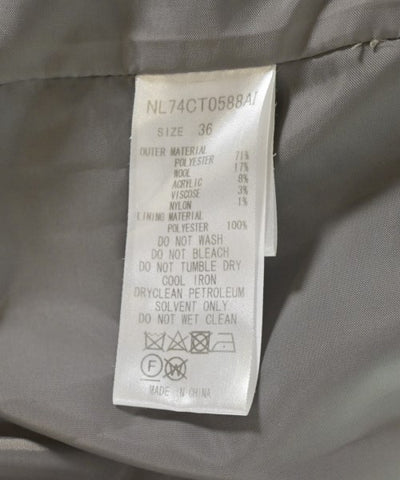 NL74CT0588AI
SIZE 36
OUTER MATERIAL
POLYESTER 71%
WOOL 17%
ACRYLIC 8%
VISCOSE 3%
NYLON 1%
LINING MATERIAL
POLYESTER 100%
DO NOT WASH
DO NOT BLEACH
DO NOT TUMBLE DRY
COOL IRON
DRYCLEAN PETROLEUM
SOLVENT ONLY
DO NOT WET CLEAN
F W
MADE IN CHINA